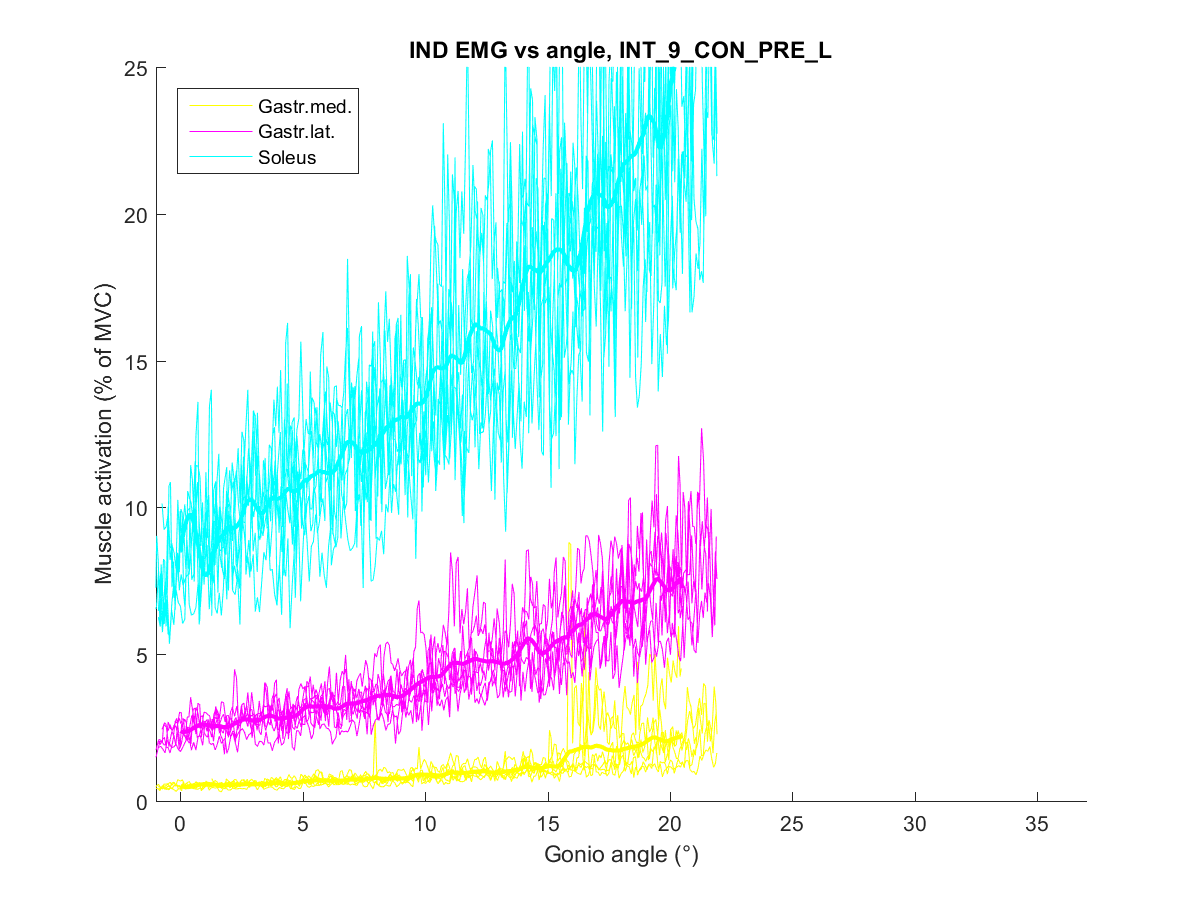 IND EMG vs angle, INT_9_CON_PRE_L
25
20
15
10
5
0
Muscle activation (% of MVC)
Gastr.med.
Gastr.lat.
Soleus
0 5 10 15 20 25 30 35
Gonio angle (°)